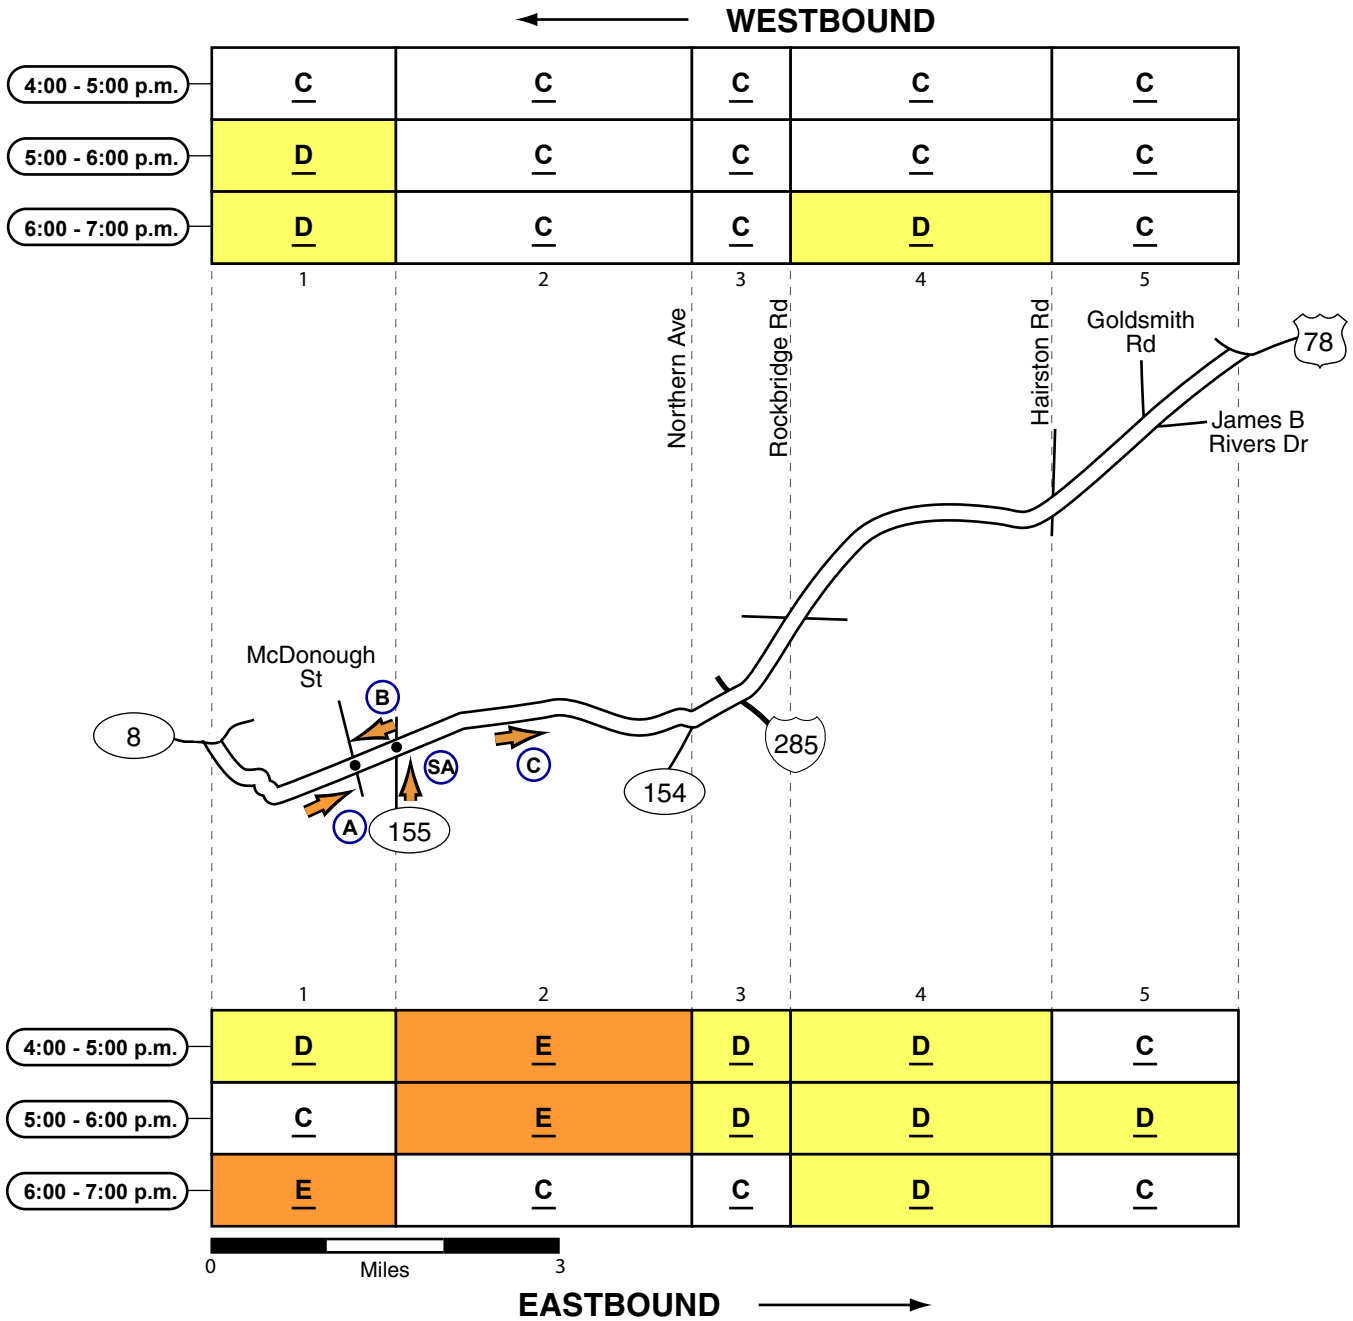 WESTBOUND
4:00 - 5:00 p.m. C C C C C
5:00 - 6:00 p.m. D C C C C
6:00 - 7:00 p.m. D C C D C
1 2 3 4 5
Northern Ave
Rockbridge Rd
Hairston Rd
Goldsmith
Rd
78
James B
Rivers Dr
McDonough
St
B
8
SA
C
285
154
A
155
1 2 3 4 5
4:00 - 5:00 p.m. D E D D C
5:00 - 6:00 p.m. C E D D D
6:00 - 7:00 p.m. E C C D C
0 Miles 3
EASTBOUND